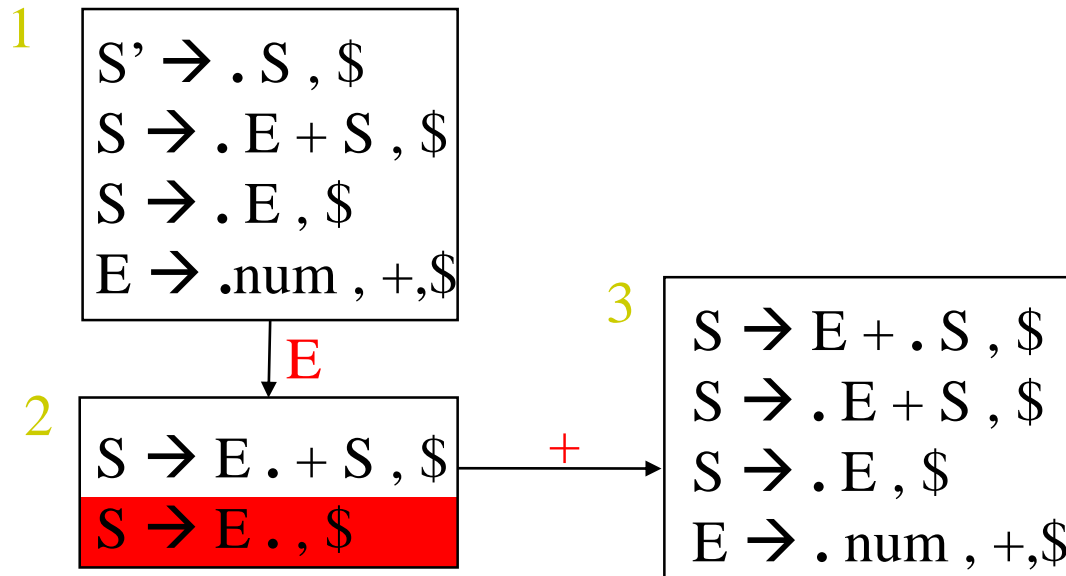 1
S’ → . S , $
S → . E + S , $
S → . E , $
E → .num , +,$
E
2
S → E . + S , $
S → E . , $
+
3
S → E + . S , $
S → . E + S , $
S → . E , $
E → . num , +,$